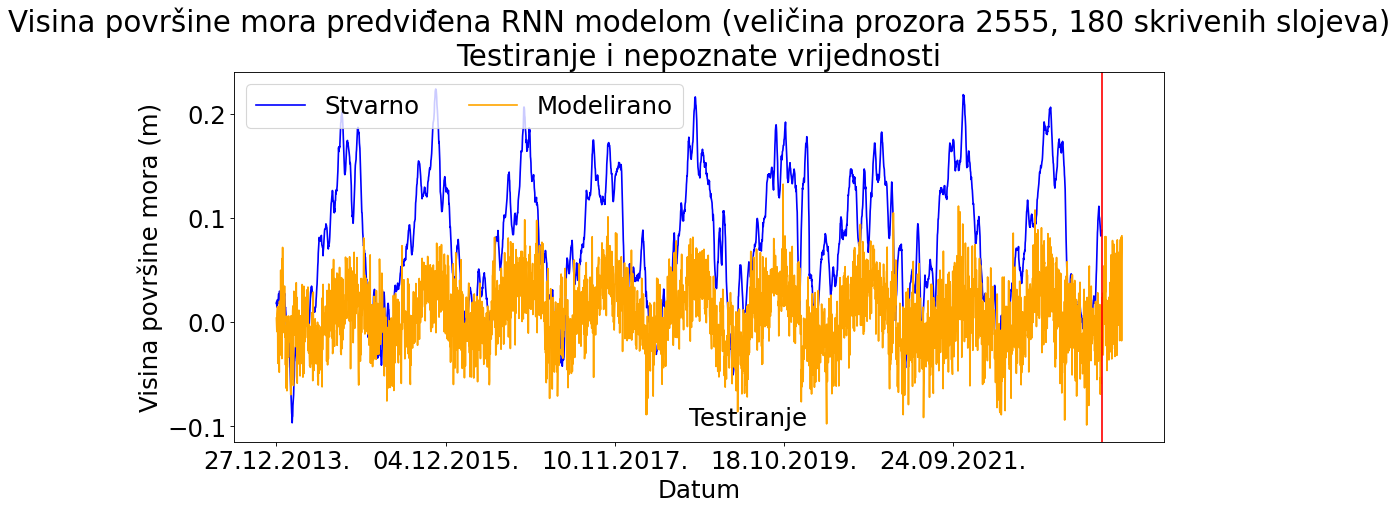 Visina površine mora predviđena RNN modelom (veličina prozora 2555, 180 skrivenih slojeva)
Testiranje i nepoznate vrijednosti
Stvarno Modelirano
Visina površine mora (m)
0.2
0.1
0.0
−0.1
Testiranje
27.12.2013. 04.12.2015. 10.11.2017. 18.10.2019. 24.09.2021.
Datum